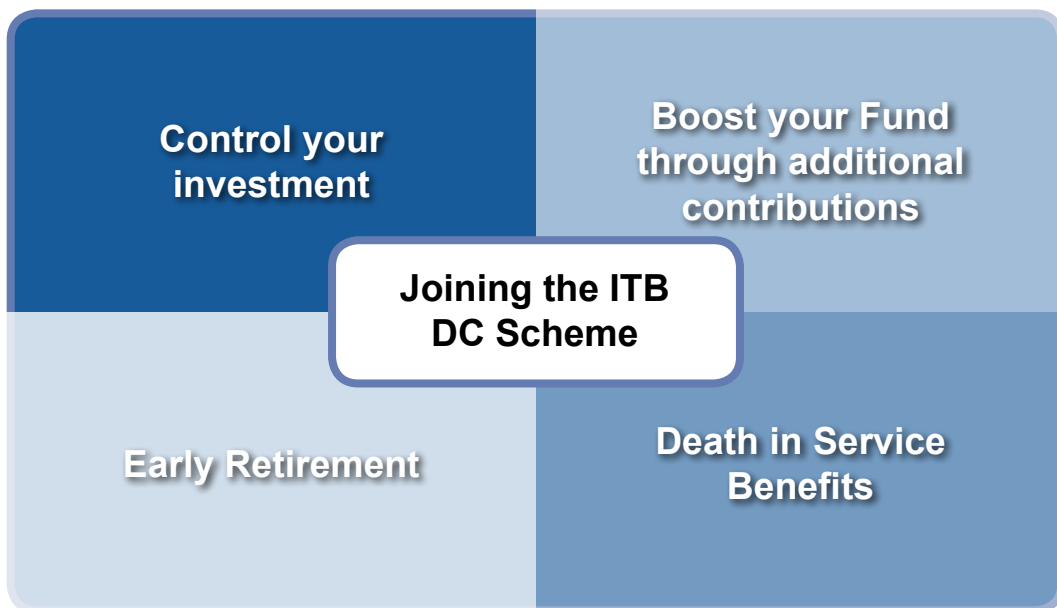 Control your
investment
Boost your Fund
through additional
contributions
Joining the ITB
DC Scheme
Early Retirement
Death in Service
Benefits